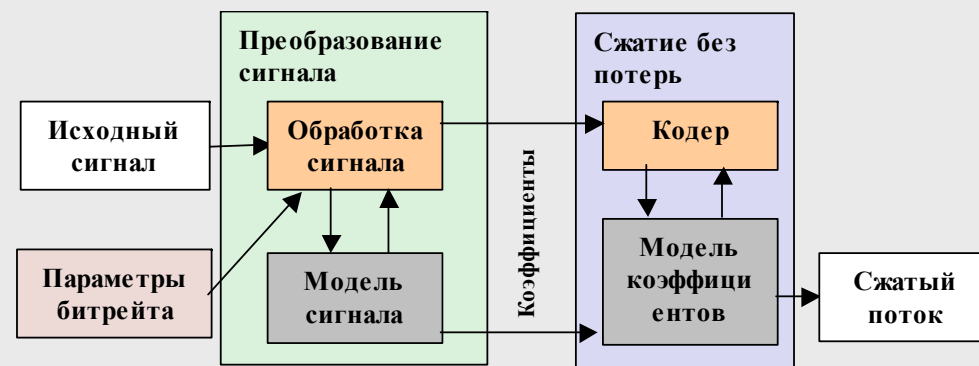 Преобразование
сигнала
Сжатие без
потерь
Исходный
сигнал
Обработка
сигнала
Кодер
Коэффициенты
Параметры
битрейта
Модель
сигнала
Модель
коэффици
ентов
Сжатый
поток